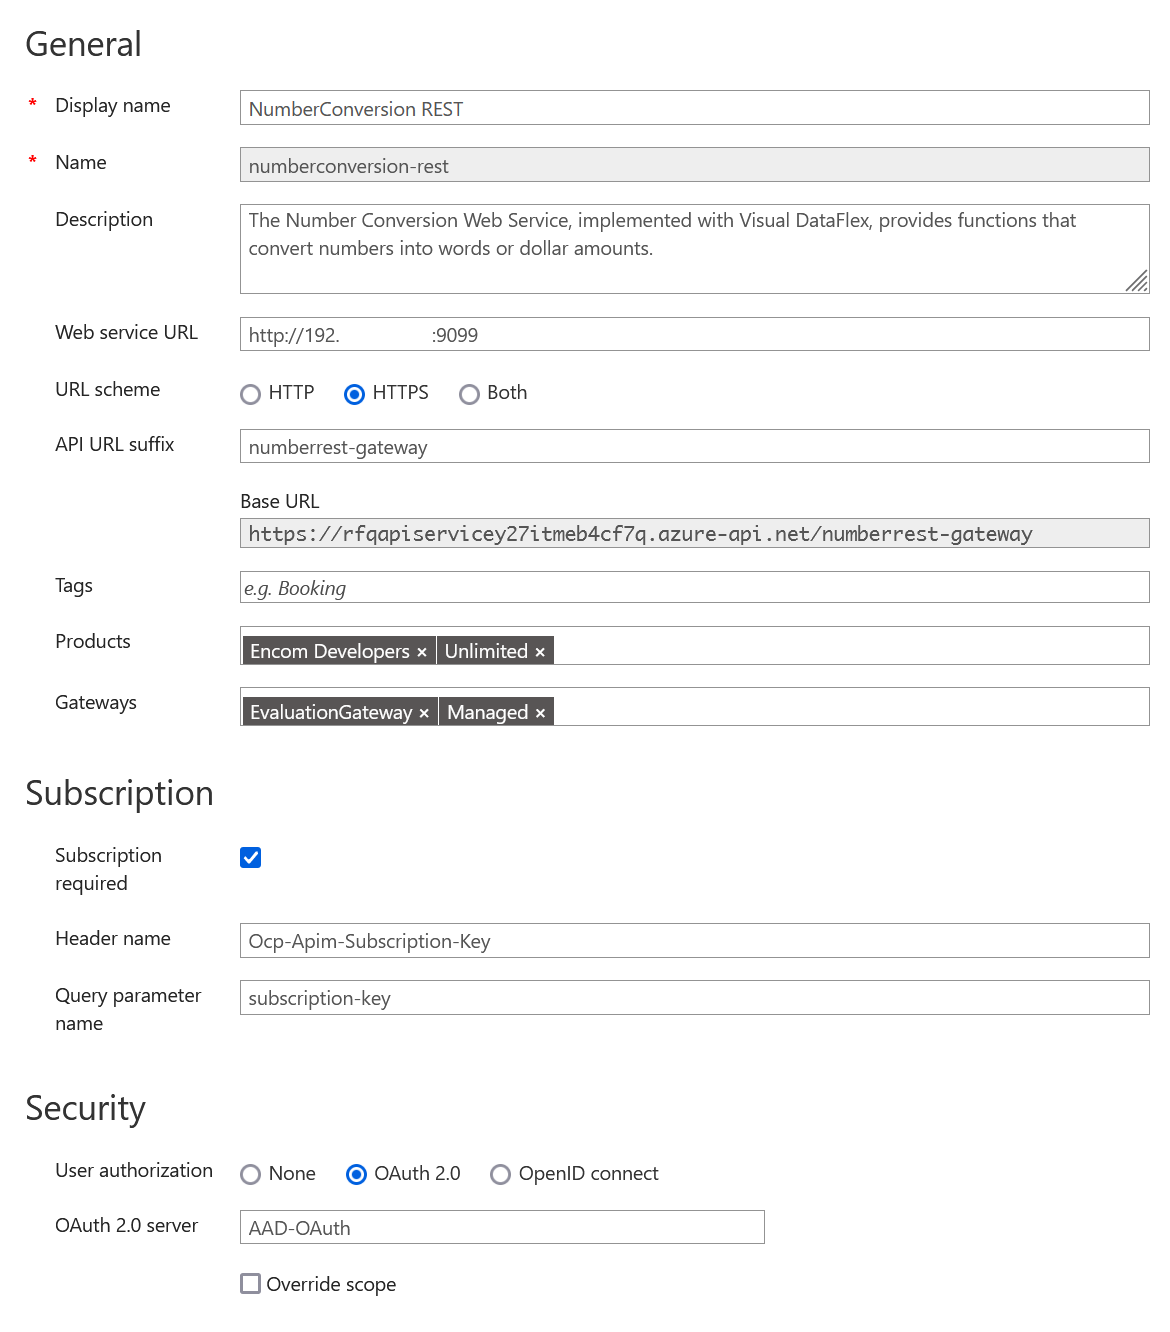 General
* Display name NumberConversion REST
* Name numberconversion-rest
Description The Number Conversion Web Service, implemented with Visual DataFlex, provides functions that
convert numbers into words or dollar amounts.
Web service URL http://192. :9099
URL scheme HTTP HTTPS Both
API URL suffix numberrest-gateway
Base URL
https://rfqapiservicey27itmeb4cf7q.azure-api.net/numberrest-gateway
Tags e.g. Booking
Products Encom Developers × Unlimited ×
Gateways EvaluationGateway × Managed ×
Subscription
Subscription
required
Header name Ocp-Apim-Subscription-Key
Query parameter subscription-key
name
Security
User authorization None OAuth 2.0 OpenID connect
OAuth 2.0 server AAD-OAuth
Override scope